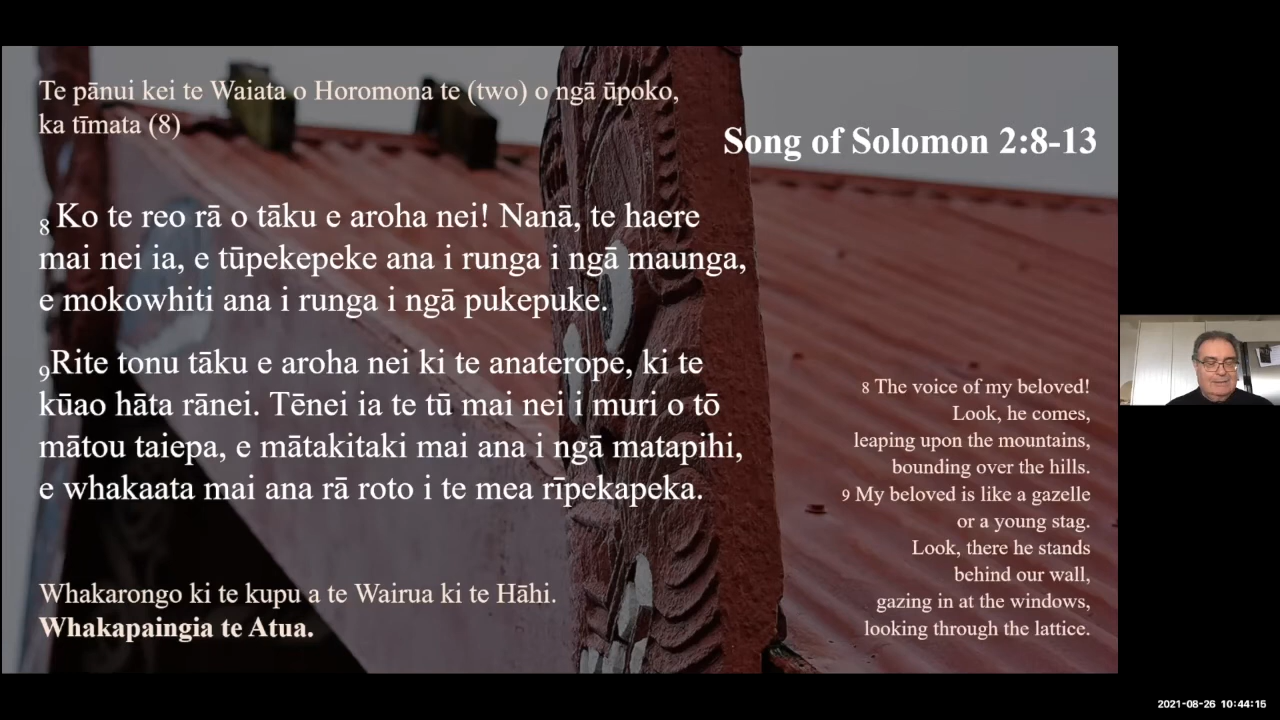 Te pānui kei te Waiata o Horomona te (two) o ngā ūpoko,
ka tīmata (8)
Song of Solomon 2:8-13
8 Ko te reo rā o tāku e aroha nei! Nanā, te haere
mai nei ia, e tūpekepeke ana i runga i ngā maunga,
e mokowhiti ana i runga i ngā pukepuke.
9Rite tonu tāku e aroha nei ki te anaterope, ki te
kūao hāta rānei. Tēnei ia te tū mai nei i muri o tō
mātou taiepa, e mātakitaki mai ana i ngā matapihi,
e whakaata mai ana rā roto i te mea rīpekapeka.
8 The voice of my beloved!
Look, he comes,
leaping upon the mountains,
bounding over the hills.
9 My beloved is like a gazelle
or a young stag.
Look, there he stands
behind our wall,
gazing in at the windows,
looking through the lattice.
Whakarongo ki te kupu a te Wairua ki te Hāhi.
Whakapaingia te Atua.
2021-08-26 10:44:15